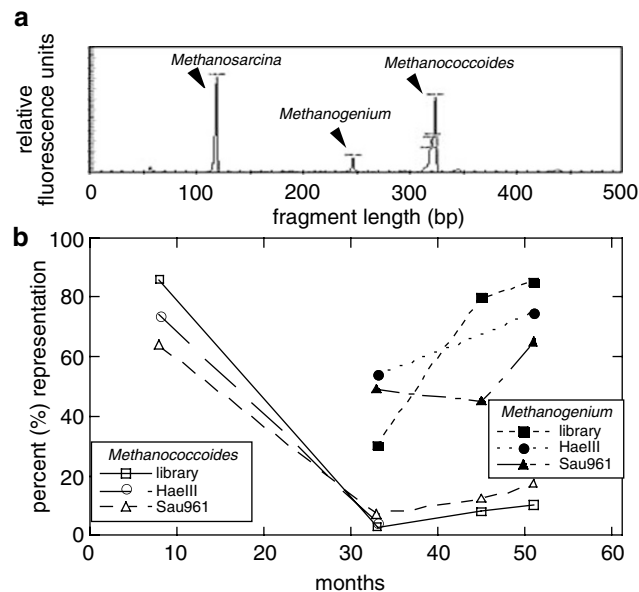 a
relative
fluorescence units
Methanosarcina
Methanogenium
Methanococcoides
0 100 200 300 400 500
fragment length (bp)
b
percent (%) representation
100
80
60
40
20
0
Methanococcoides
library
HaeIII
Sau961
Methanogenium
library
HaeIII
Sau961
0 10 20 30 40 50 60
months